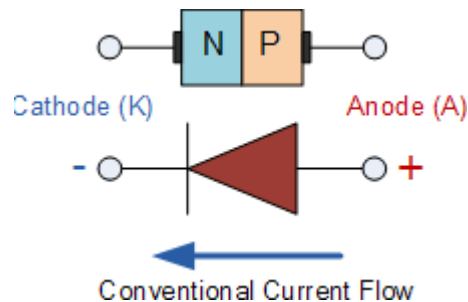 N P
Cathode (K) Anode (A)
- +
Conventional Current Flow